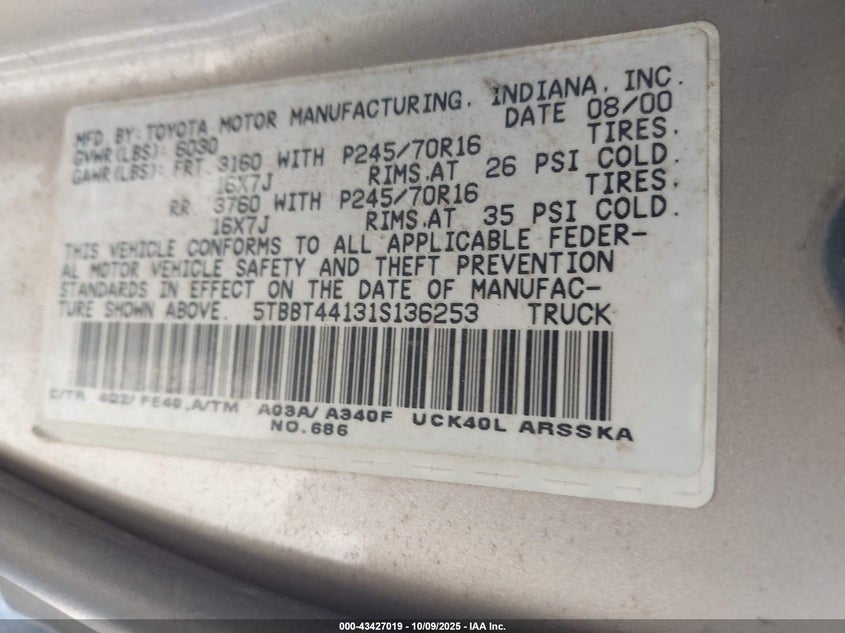 MFD. BY: TOYOTA MOTOR MANUFACTURING, INDIANA, INC.
GVWR(LBS): 6030 DATE 08/00
GAWR(LBS): FRT. 3160 WITH P245/70R16 TIRES,
16X7J RIMS,AT 26 PSI COLD.
RR. 3760 WITH P245/70R16 TIRES,
16X7J RIMS,AT 35 PSI COLD.
THIS VEHICLE CONFORMS TO ALL APPLICABLE FEDER-
AL MOTOR VEHICLE SAFETY AND THEFT PREVENTION
STANDARDS IN EFFECT ON THE DATE OF MANUFAC-
TURE SHOWN ABOVE. 5TBBT44131S136253 TRUCK
C/TR 4Q2/ FE40,A/TM A03A/ A340F UCK40L ARSSKA
NO.686
000-43427019 - 10/09/2025 - IAA Inc.